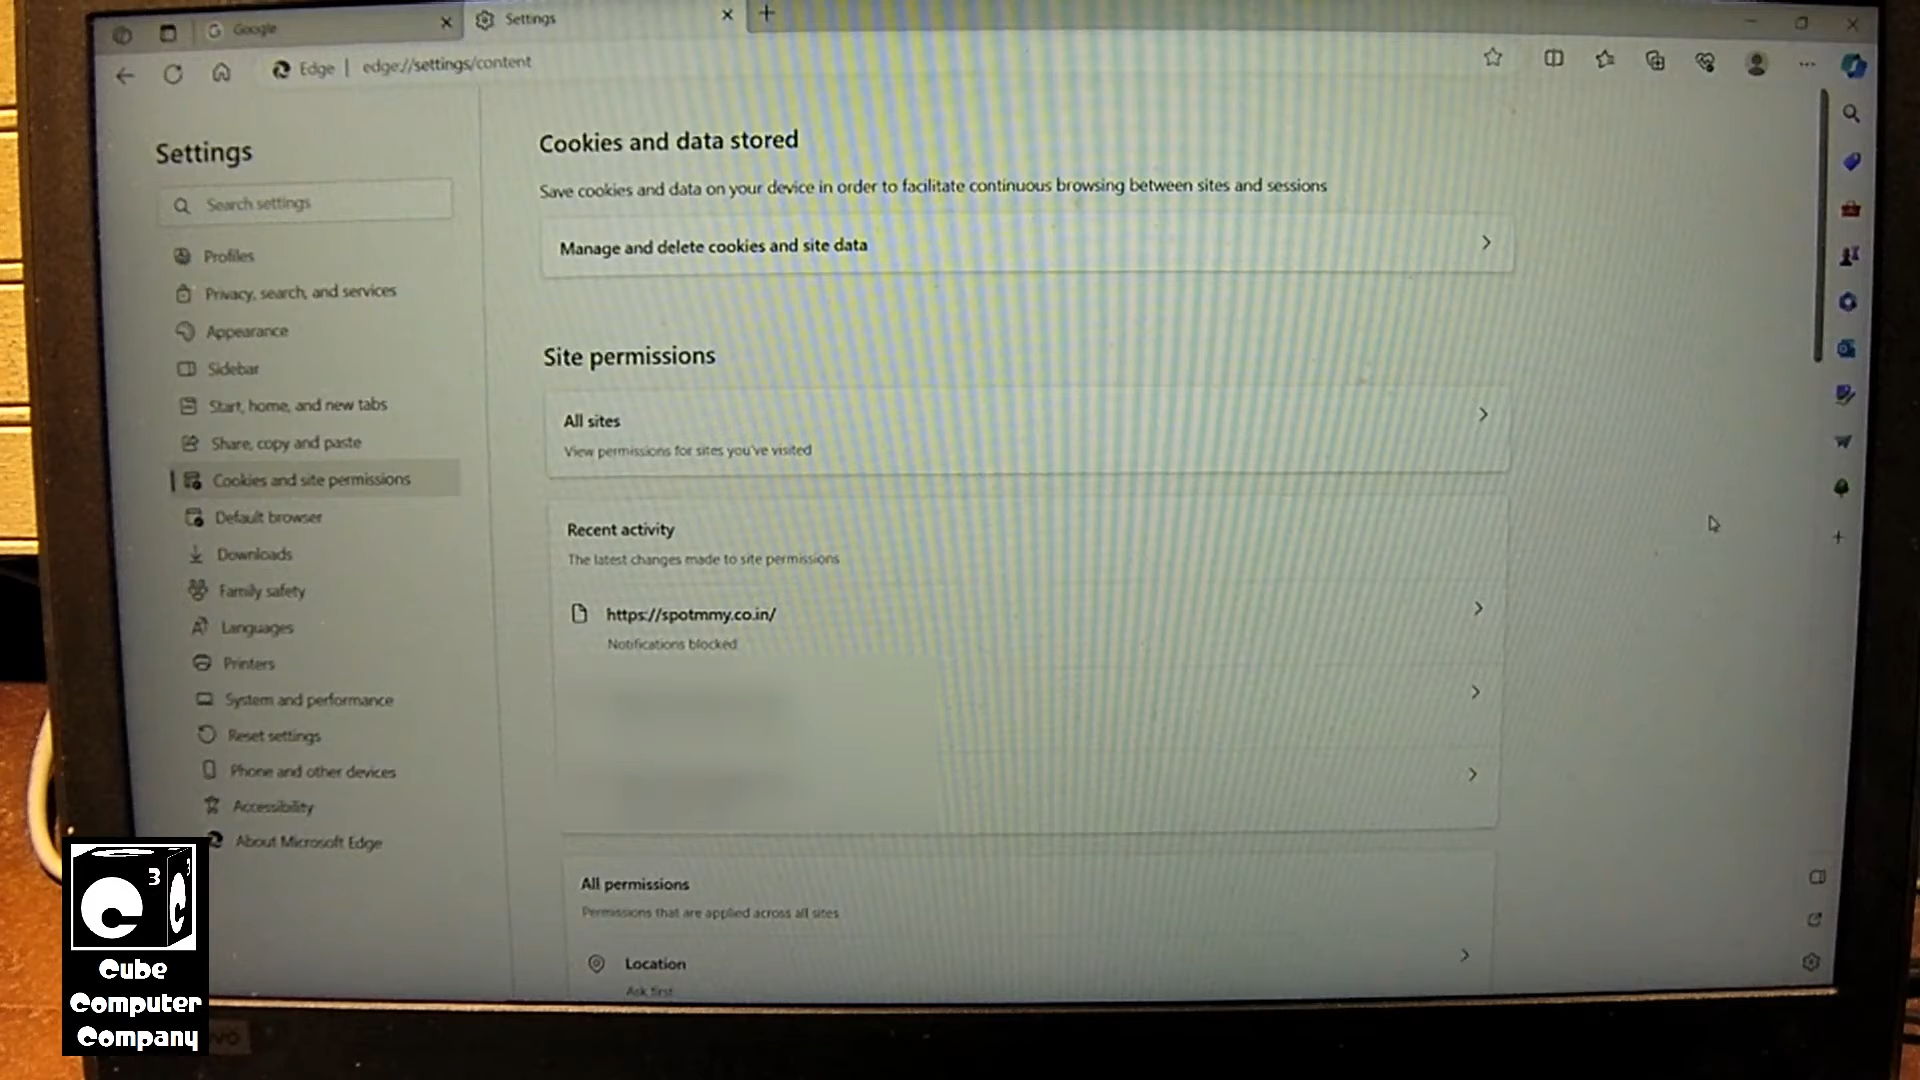 Google
Settings
Edge | edge://settings/content
Settings
Search settings
Profiles
Privacy, search, and services
Appearance
Sidebar
Start, home, and new tabs
Share, copy and paste
Cookies and site permissions
Default browser
Downloads
Family safety
Languages
Printers
System and performance
Reset settings
Phone and other devices
Accessibility
About Microsoft Edge
Cookies and data stored
Save cookies and data on your device in order to facilitate continuous browsing between sites and sessions
Manage and delete cookies and site data
Site permissions
All sites
View permissions for sites you've visited
Recent activity
The latest changes made to site permissions
https://spotmmy.co.in/
Notifications blocked
All permissions
Permissions that are applied across all sites
Location
Ask first
C3 C3
Cube
Computer
Company